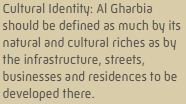 Cultural Identity: Al Gharbia
should be defined as much by its
natural and cultural riches as by
the infrastructure, streets,
businesses and residences to be
developed there.